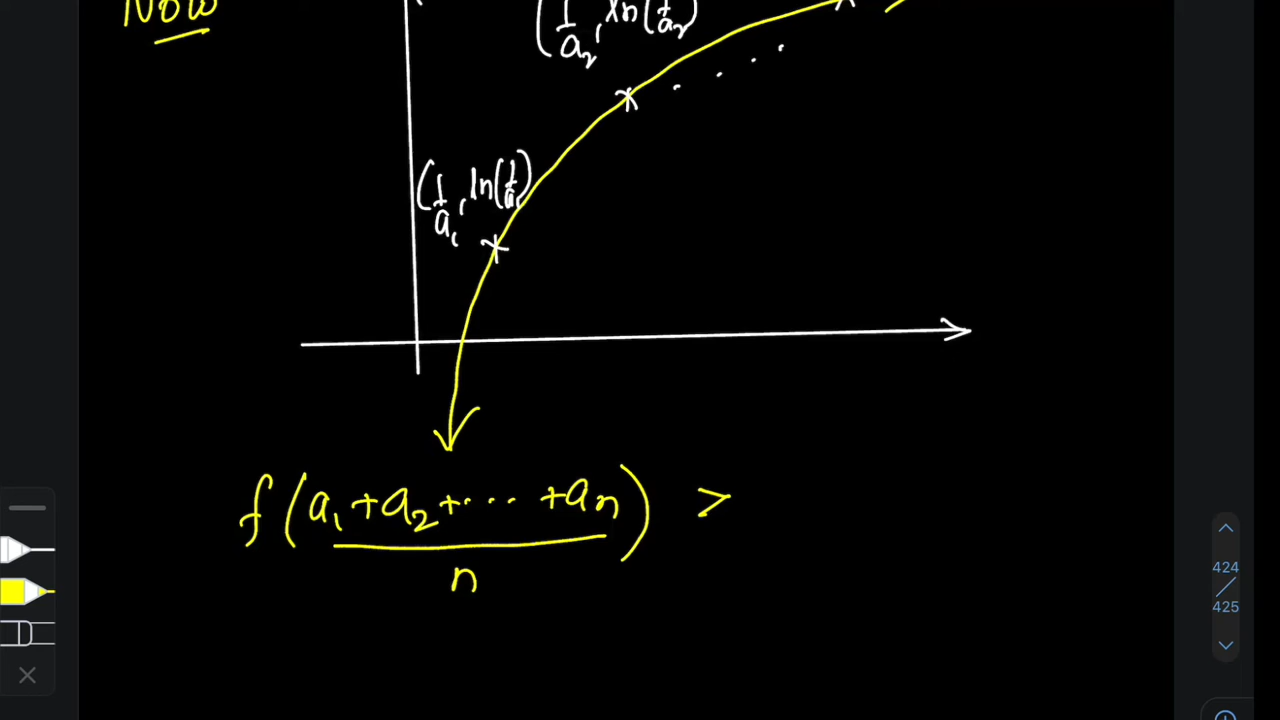 Now
(1/a₂, ln(1/a₂))
(1/a₁, ln(1/a₁))
f(a₁+a₂+⋯+aₙ) >
n
424
425